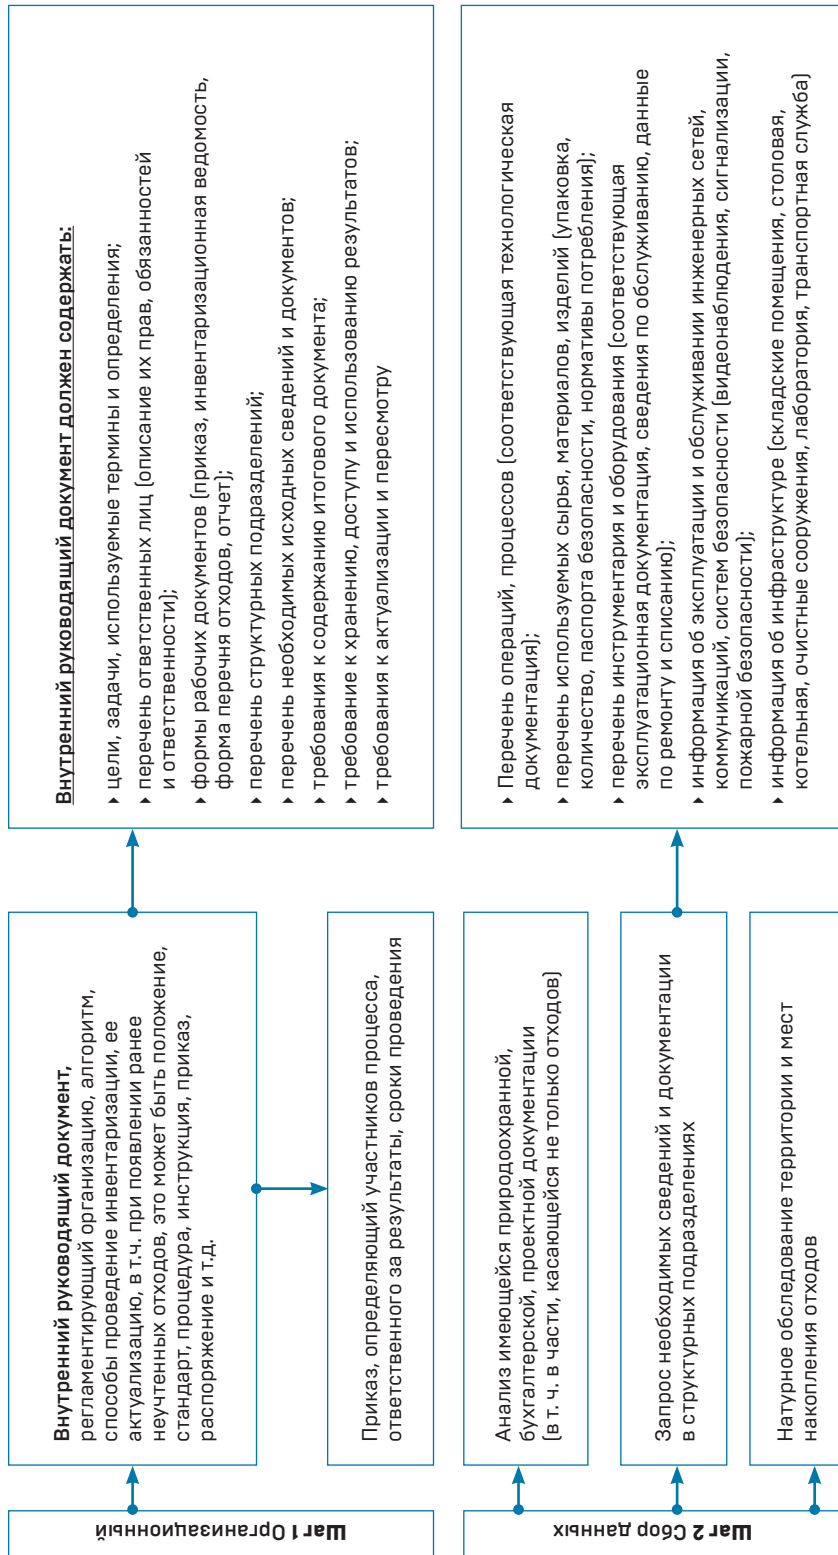 Шаг 1 Организационный
Внутренний руководящий документ,
регламентирующий организацию, алгоритм,
способы проведение инвентаризации, ее
актуализацию, в т.ч. при появлении ранее
неучтенных отходов, это может быть положение,
стандарт, процедура, инструкция, приказ,
распоряжение и т.д.
Приказ, определяющий участников процесса,
ответственного за результаты, сроки проведения
Внутренний руководящий документ должен содержать:
▸ цели, задачи, используемые термины и определения;
▸ перечень ответственных лиц (описание их прав, обязанностей
и ответственности);
▸ формы рабочих документов (приказ, инвентаризационная ведомость,
форма перечня отходов, отчет);
▸ перечень структурных подразделений;
▸ перечень необходимых исходных сведений и документов;
▸ требования к содержанию итогового документа;
▸ требование к хранению, доступу и использованию результатов;
▸ требования к актуализации и пересмотру
Шаг 2 Сбор данных
Анализ имеющейся природоохранной,
бухгалтерской, проектной документации
(в т. ч. в части, касающейся не только отходов)
Запрос необходимых сведений и документации
в структурных подразделениях
Натурное обследование территории и мест
накопления отходов
▸ Перечень операций, процессов (соответствующая технологическая
документация);
▸ перечень используемых сырья, материалов, изделий (упаковка,
количество, паспорта безопасности, нормативы потребления);
▸ перечень инструментария и оборудования (соответствующая
эксплуатационная документация, сведения по обслуживанию, данные
по ремонту и списанию);
▸ информация об эксплуатации и обслуживании инженерных сетей,
коммуникаций, систем безопасности (видеонаблюдения, сигнализации,
пожарной безопасности);
▸ информация об инфраструктуре (складские помещения, столовая,
котельная, очистные сооружения, лаборатория, транспортная служба)